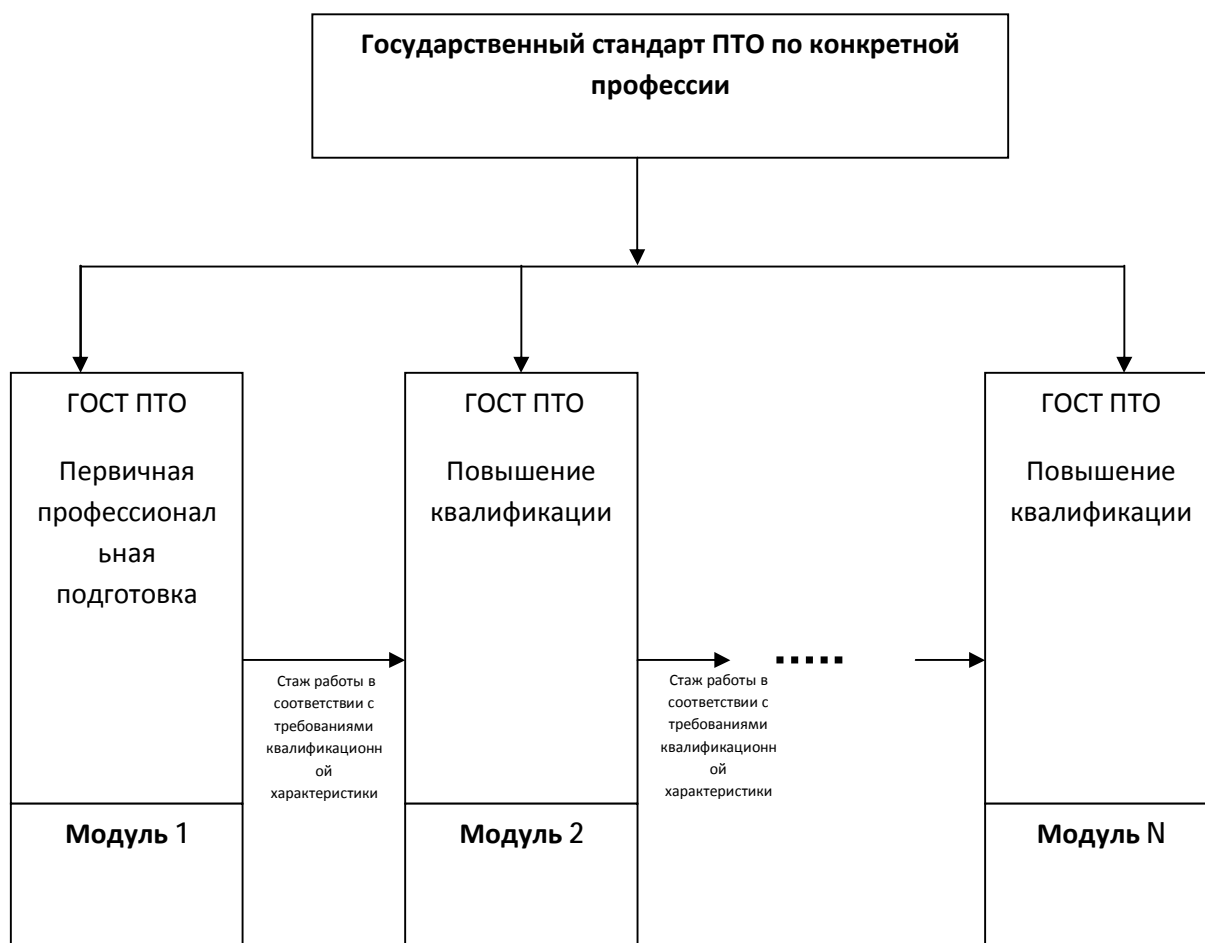 Государственный стандарт ПТО по конкретной
профессии
ГОСТ ПТО
Первичная
профессионал
ьная
подготовка
ГОСТ ПТО
Повышение
квалификации
ГОСТ ПТО
Повышение
квалификации
Стаж работы в
соответствии с
требованиями
квалификационн
ой
характеристики
Стаж работы в
соответствии с
требованиями
квалификационн
ой
характеристики
Модуль 1
Модуль 2
Модуль N